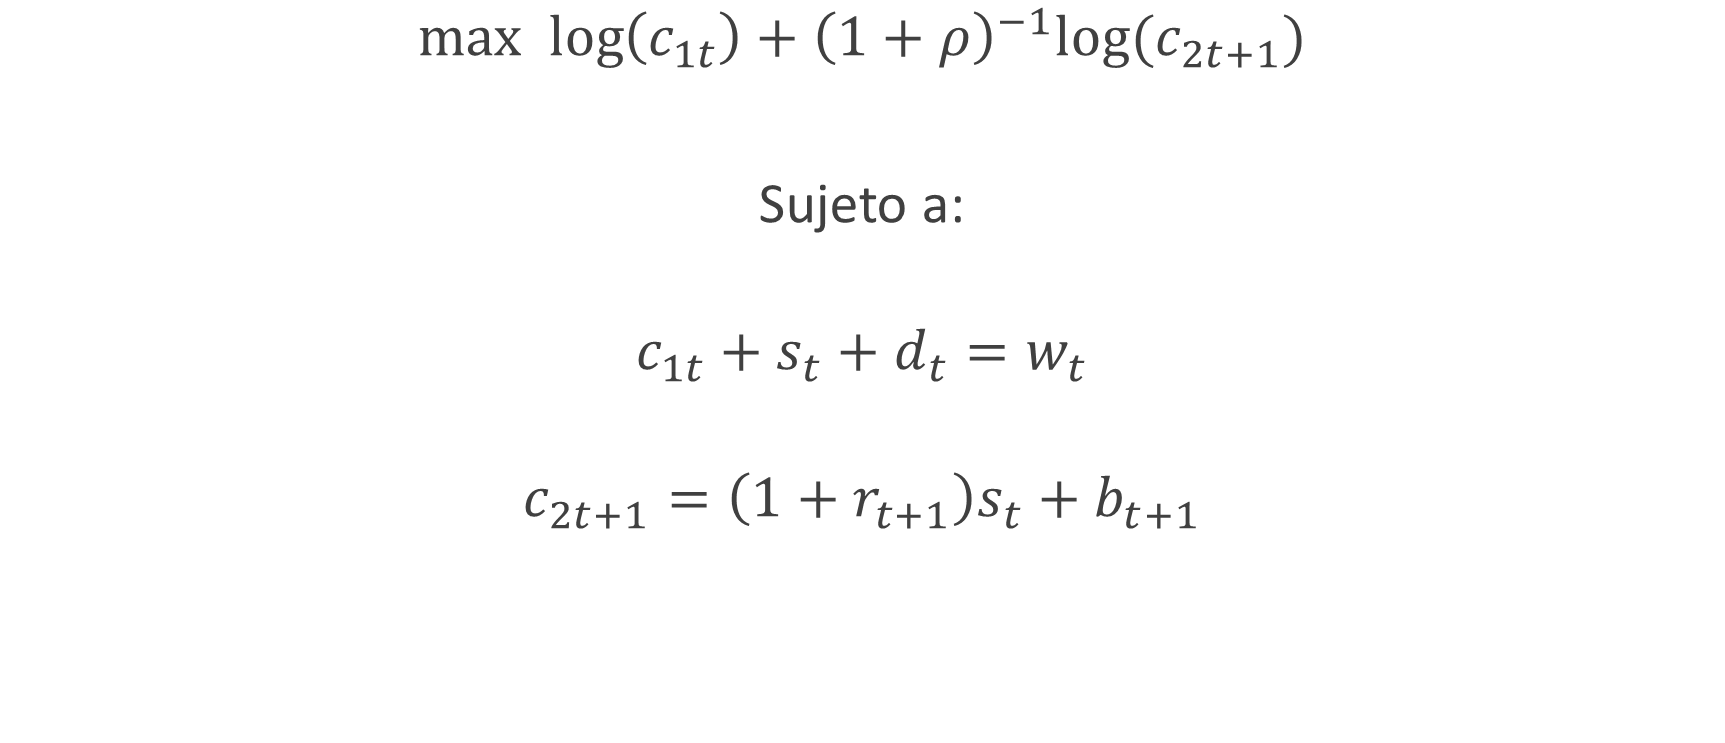 max log(c₁ₜ) + (1 + ρ)⁻¹log(c₂ₜ₊₁)
Sujeto a:
c₁ₜ + sₜ + dₜ = wₜ
c₂ₜ₊₁ = (1 + rₜ₊₁)sₜ + bₜ₊₁